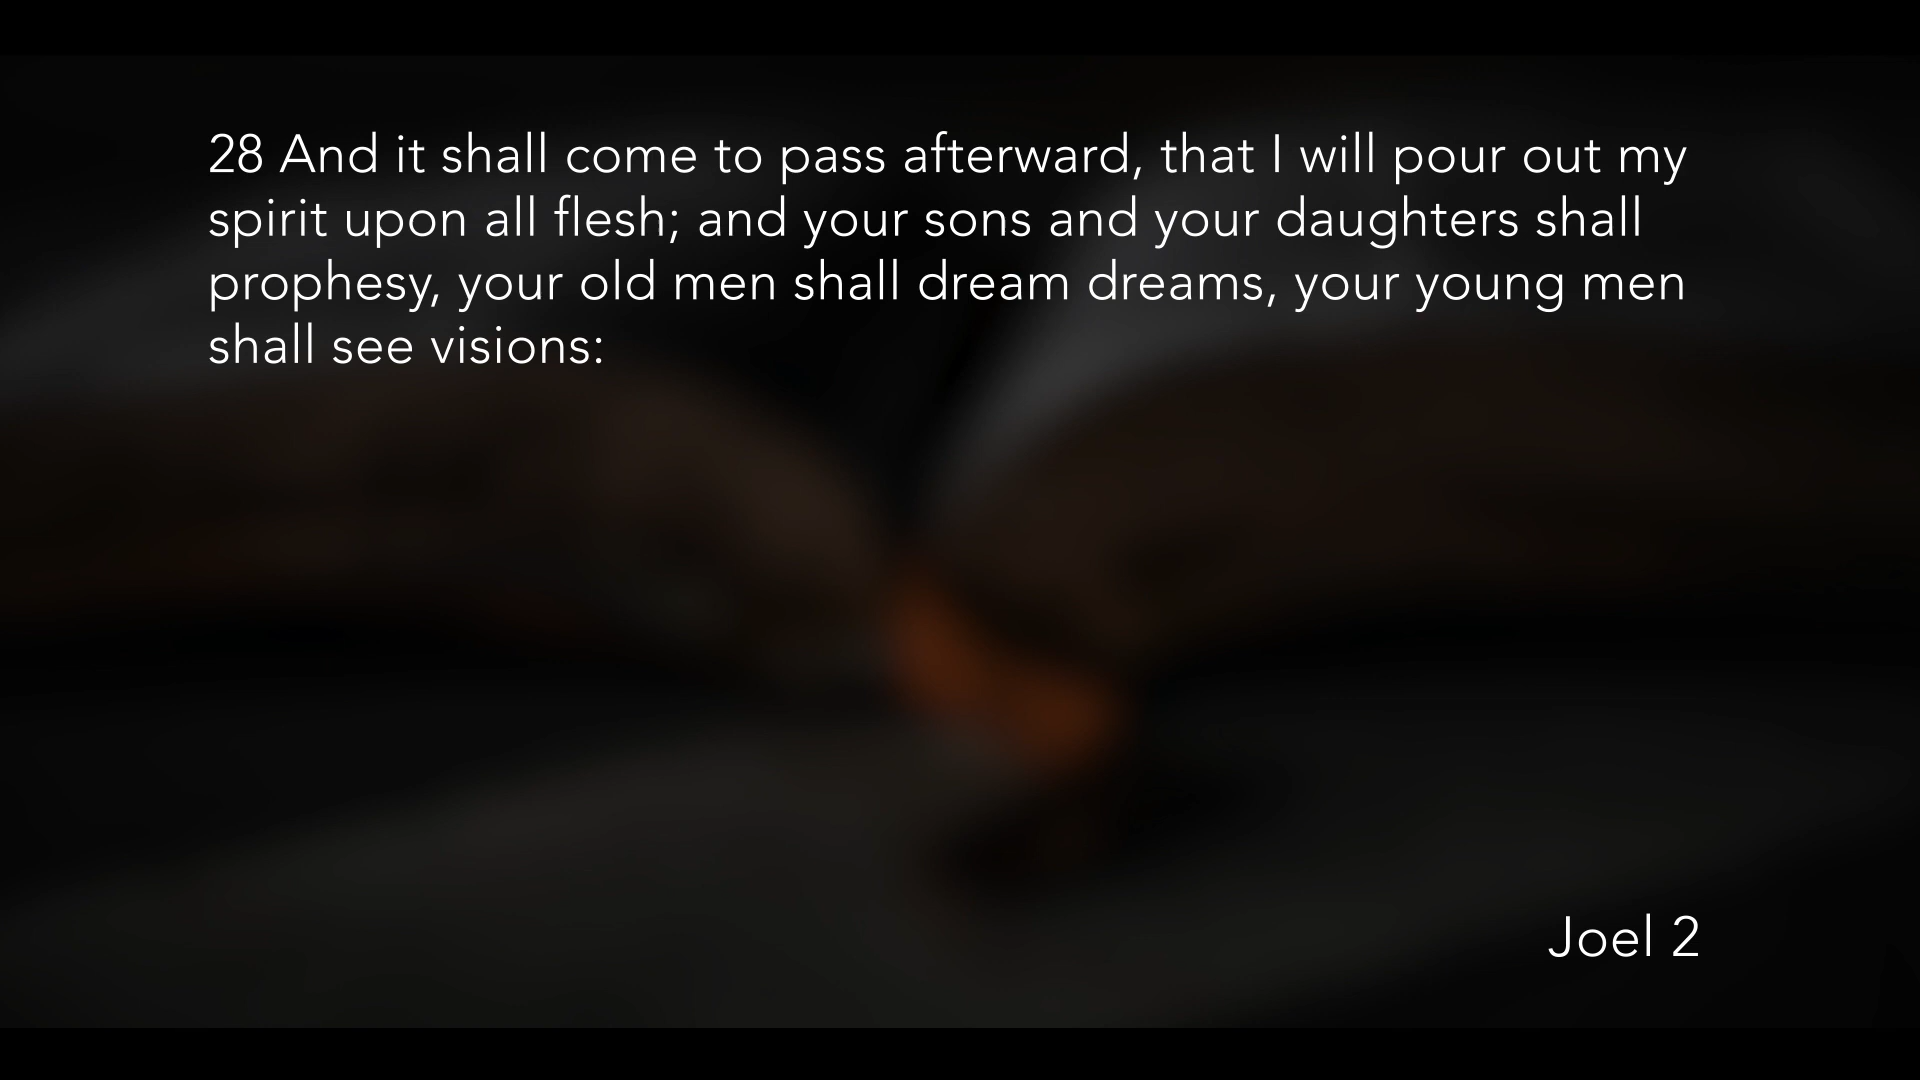 28 And it shall come to pass afterward, that I will pour out my
spirit upon all flesh; and your sons and your daughters shall
prophesy, your old men shall dream dreams, your young men
shall see visions:
Joel 2